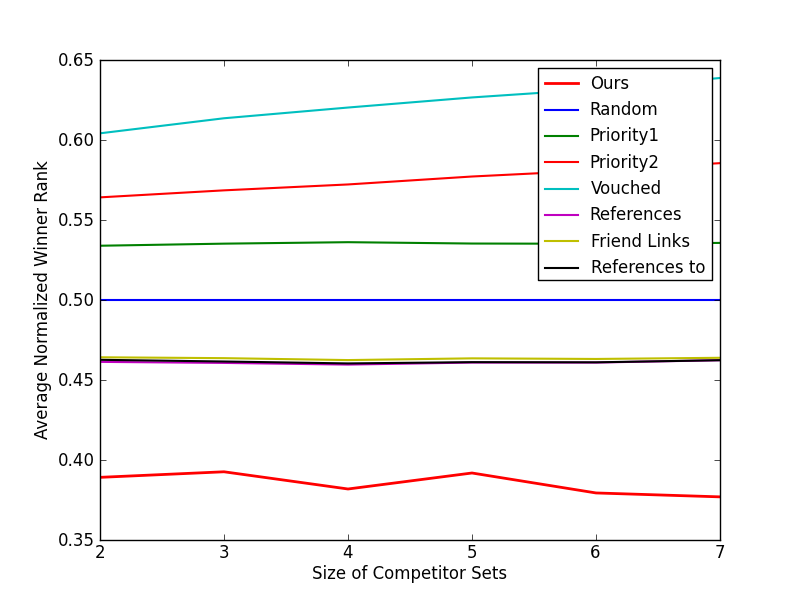 0.65
0.60
0.55
0.50
0.45
0.40
0.35
Average Normalized Winner Rank
Ours
Random
Priority1
Priority2
Vouched
References
Friend Links
References to
2 3 4 5 6 7
Size of Competitor Sets